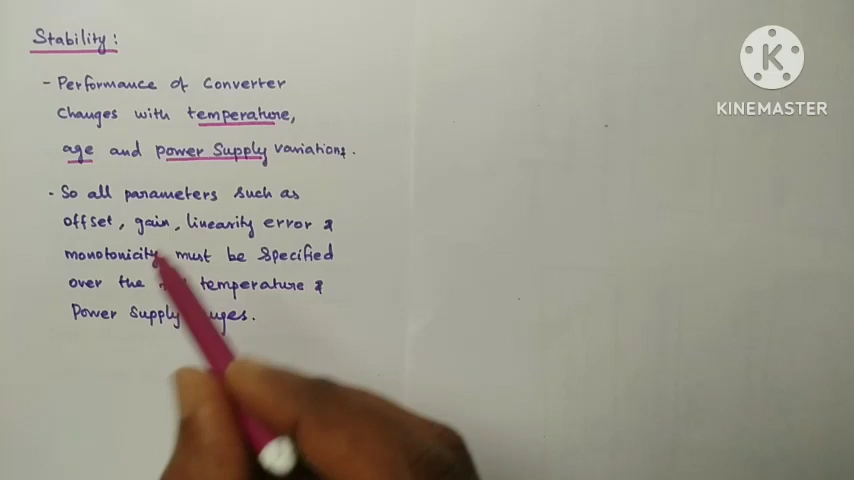 Stability :
- Performance of Converter
changes with temperature,
age and power supply variations.
- So all parameters such as
offset, gain, linearity error &
monotonicity must be specified
over the temperature &
Power supply
K
KINEMASTER